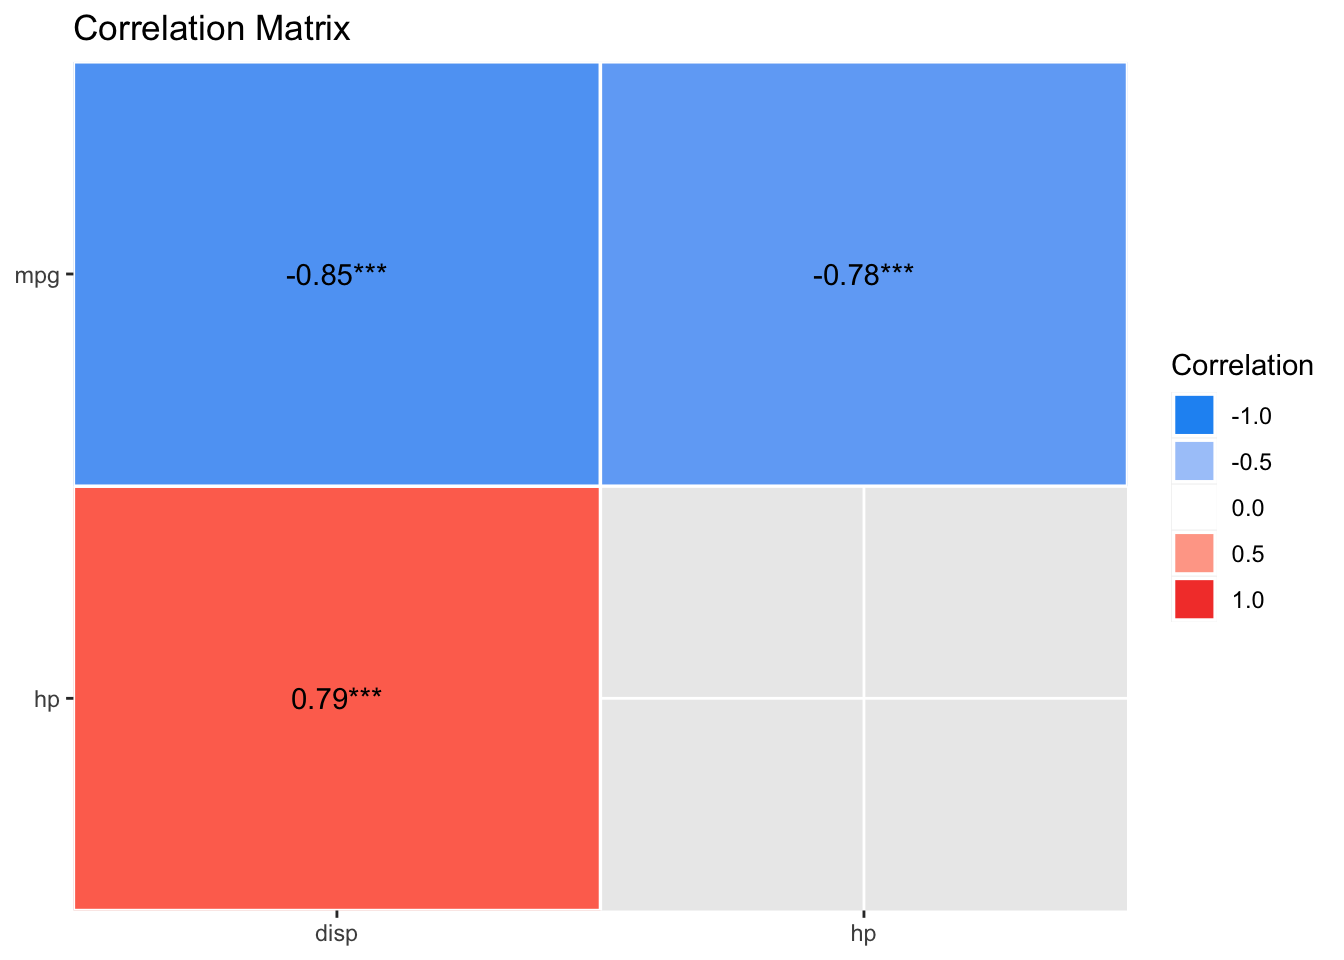 Correlation Matrix
mpg
-0.85***
-0.78***
Correlation
-1.0
-0.5
0.0
0.5
1.0
hp
0.79***
disp
hp